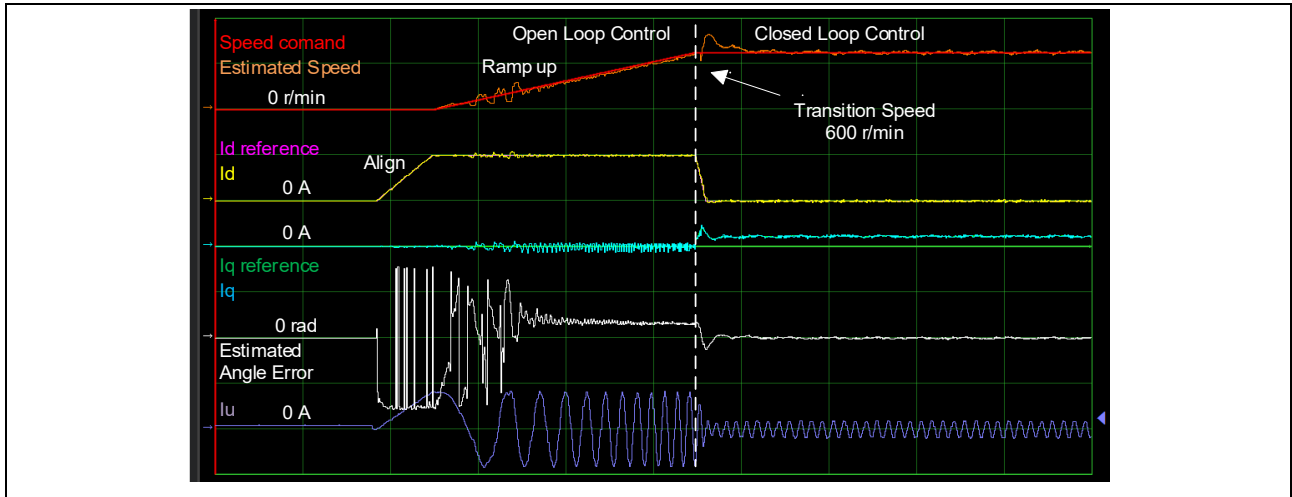 Open Loop Control
Closed Loop Control
Speed comand
Estimated Speed
Ramp up
0 r/min
Transition Speed
600 r/min
Id reference
Id
Align
0 A
0 A
Iq reference
Iq
0 rad
Estimated
Angle Error
Iu
0 A